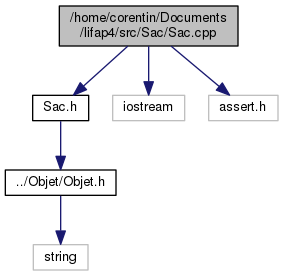 /home/corentin/Documents
/lifap4/src/Sac/Sac.cpp
Sac.h
iostream
assert.h
../Objet/Objet.h
string